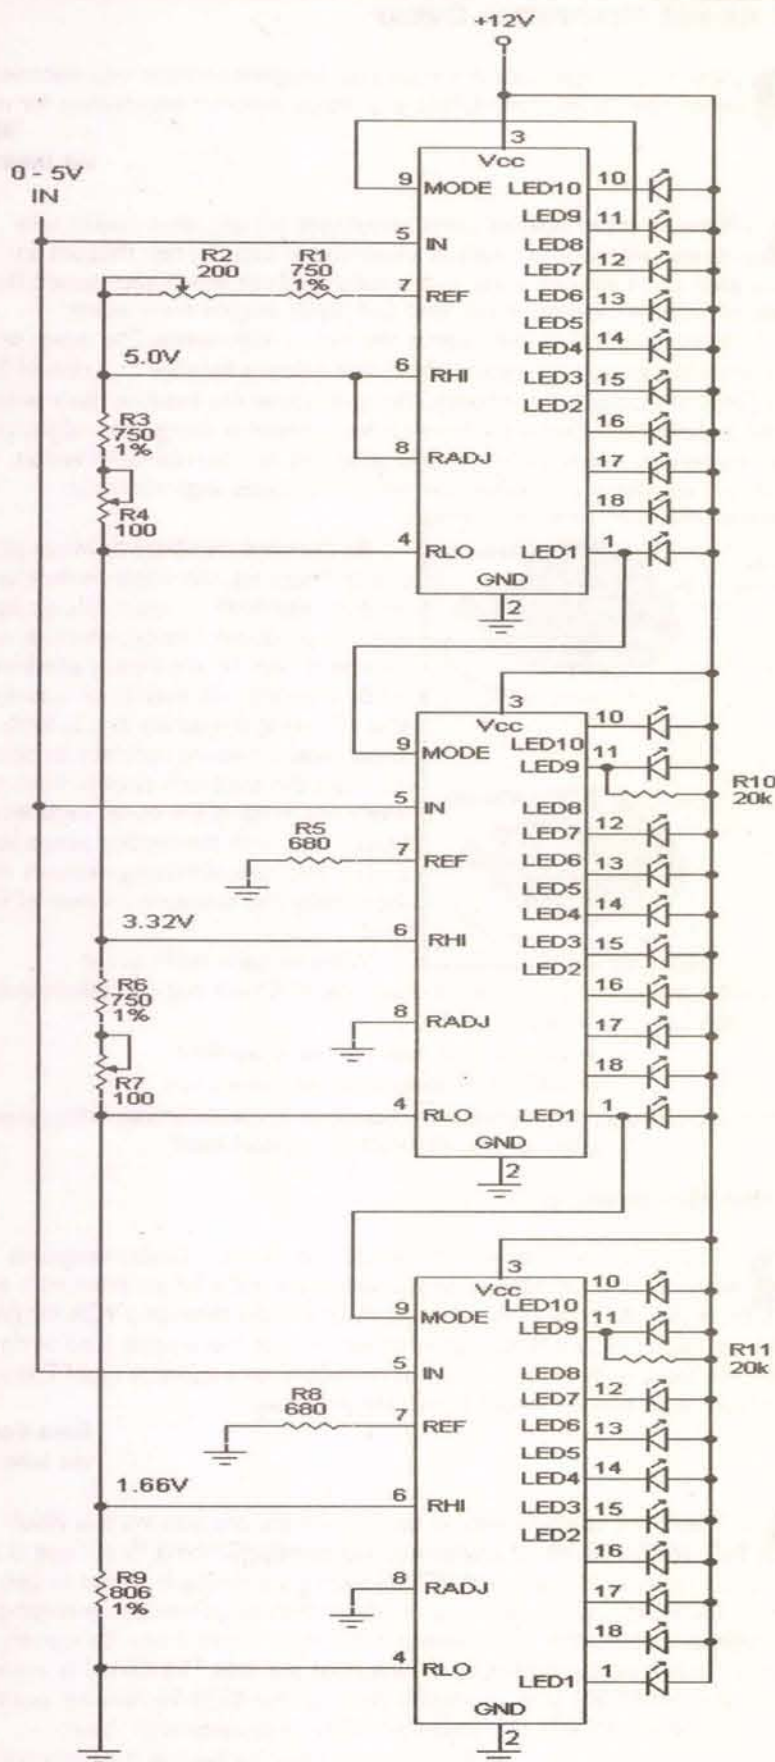 +12V
0 - 5V
IN
3
Vcc
9 MODE LED10 10
LED9 11
5 IN LED8
R2
200
R1
750
1%
LED7 12
7 REF LED6 13
LED5
LED4 14
5.0V
6 RHI LED3 15
LED2
R3
750
1%
16
8 RADJ
17
R4
100
18
4 RLO LED1 1
GND
2
3
Vcc
10
LED10
9 MODE 11
LED9
R10
20k
5 IN LED8
LED7 12
R5
680
7 REF LED6 13
LED5
LED4 14
3.32V
6 RHI LED3 15
LED2
R6
750
1%
16
8 RADJ 17
R7
100
18
4 RLO LED1 1
GND
2
3
Vcc
10
LED10
9 MODE 11
LED9
R11
20k
5 IN LED8
LED7 12
R8
680
7 REF LED6 13
LED5
LED4 14
1.66V
6 RHI LED3 15
LED2
16
R9
806
1%
8 RADJ 17
18
4 RLO LED1 1
GND
2